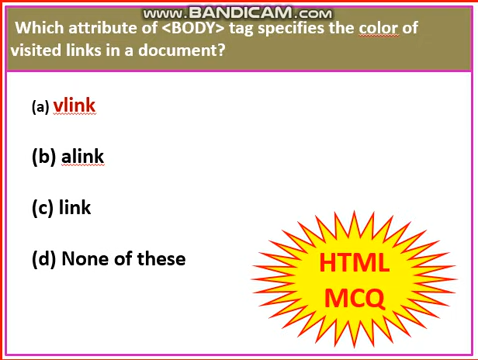 www.BANDICAM.com
Which attribute of <BODY> tag specifies the color of
visited links in a document?
(a) vlink
(b) alink
(c) link
(d) None of these
HTML
MCQ